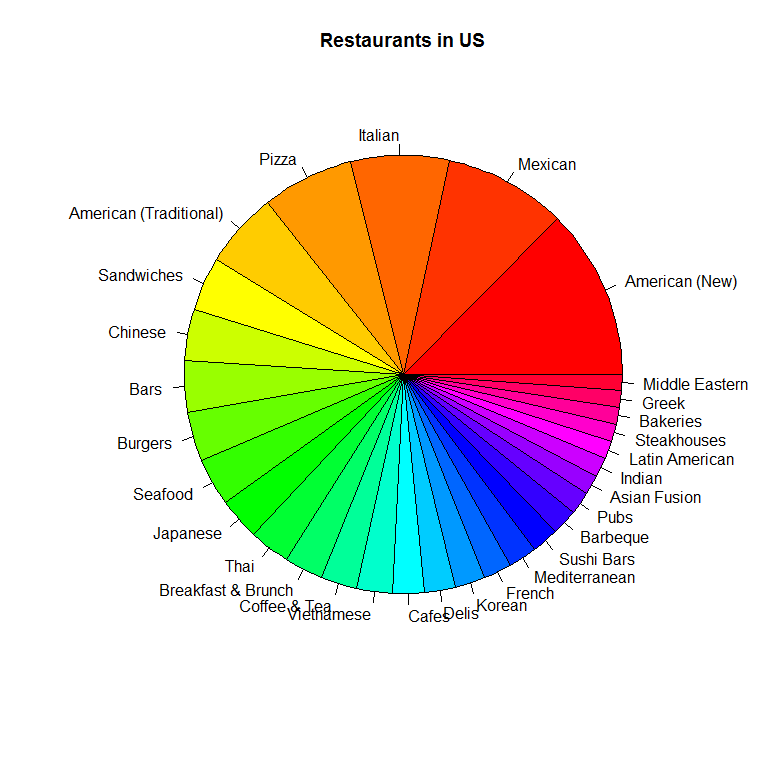 Restaurants in US
Italian
Pizza
Mexican
American (Traditional)
American (New)
Sandwiches
Chinese
Bars
Middle Eastern
Greek
Bakeries
Burgers
Steakhouses
Latin American
Indian
Seafood
Asian Fusion
Pubs
Japanese
Barbeque
Sushi Bars
Thai
Mediterranean
Breakfast & Brunch
French
Coffee & Tea
Korean
Vietnamese
Cafes
Delis